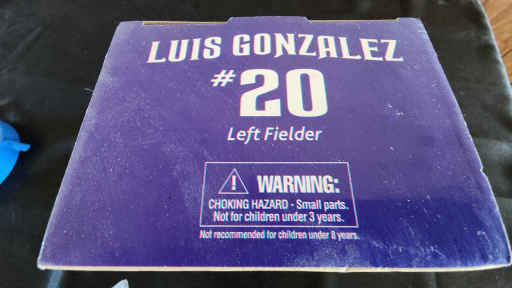 LUIS GONZALEZ
#20
Left Fielder
WARNING:
CHOKING HAZARD - Small parts.
Not for children under 3 years.
Not recommended for children under 8 years.